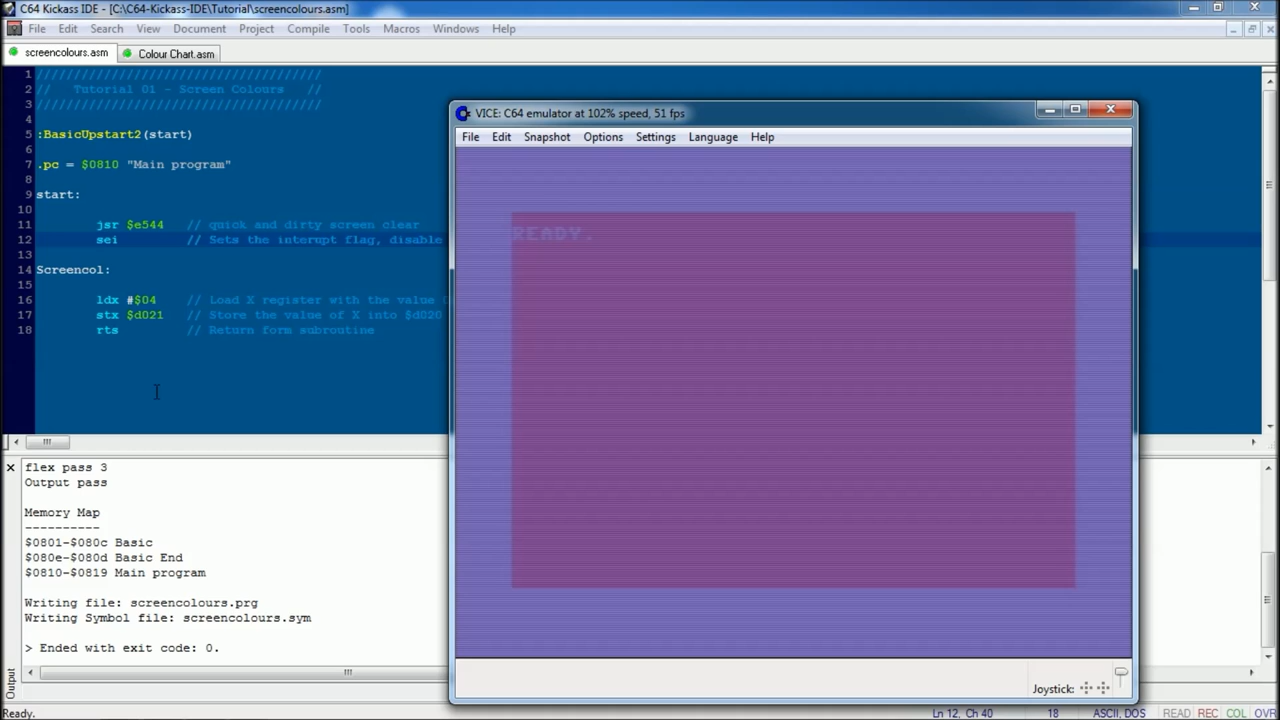 C64 Kickass IDE - [C:\C64-Kickass-IDE\Tutorial\screencolours.asm]
File Edit Search View Document Project Compile Tools Macros Windows Help
screencolours.asm Colour Chart.asm
1 //////////////////////////////////////
2 // Tutorial 01 - Screen Colours //
3 //////////////////////////////////////
4
5 :BasicUpstart2(start)
6
7 .pc = $0810 "Main program"
8
9 start:
10
11 jsr $e544 // quick and dirty screen clear
12 sei // Sets the interupt flag, disable
13
14 Screencol:
15
16 ldx #$04 // Load X register with the value
17 stx $d021 // Store the value of X into $d020
18 rts // Return form subroutine
VICE: C64 emulator at 102% speed, 51 fps
File Edit Snapshot Options Settings Language Help
READY.
Joystick:
flex pass 3
Output pass
Memory Map
----------
$0801-$080c Basic
$080e-$080d Basic End
$0810-$0819 Main program
Writing file: screencolours.prg
Writing Symbol file: screencolours.sym
> Ended with exit code: 0.
Output
Ready. Ln 12, Ch 40 18 ASCII, DOS READ REC COL OVR